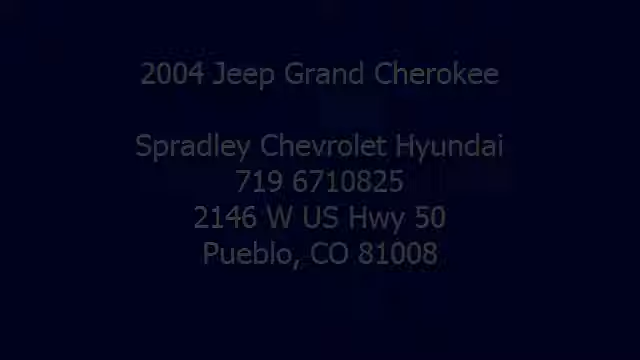 2004 Jeep Grand Cherokee
Spradley Chevrolet Hyundai
719 6710825
2146 W US Hwy 50
Pueblo, CO 81008